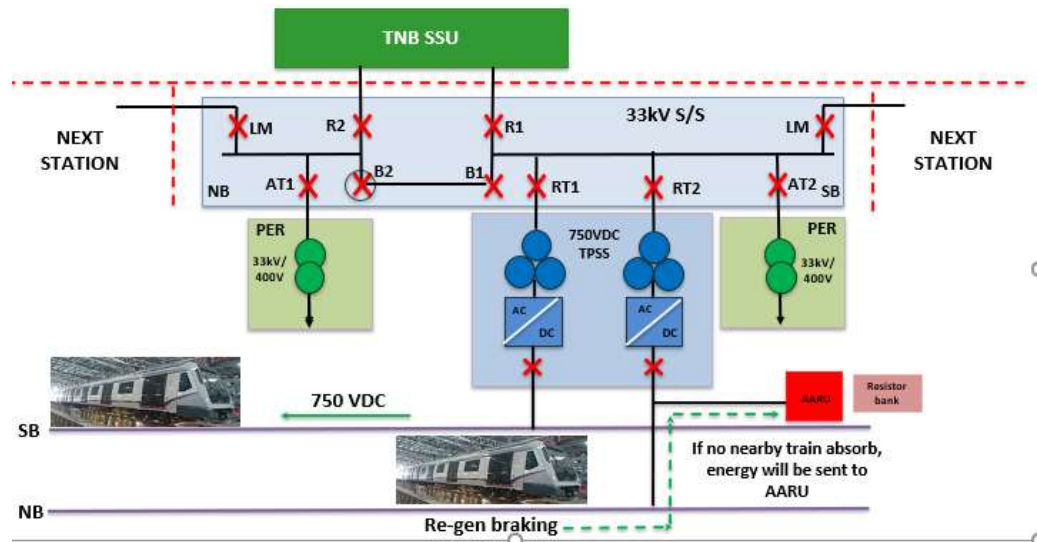 TNB SSU
33kV S/S
LM
R2
R1
LM
NEXT
STATION
NEXT
STATION
NB
AT1
B2
B1
RT1
RT2
AT2
SB
PER
33kV/
400V
750VDC
TPSS
PER
33kV/
400V
AC
DC
AC
DC
750 VDC
AARU
Resistor
bank
SB
If no nearby train absorb,
energy will be sent to
AARU
NB
Re-gen braking